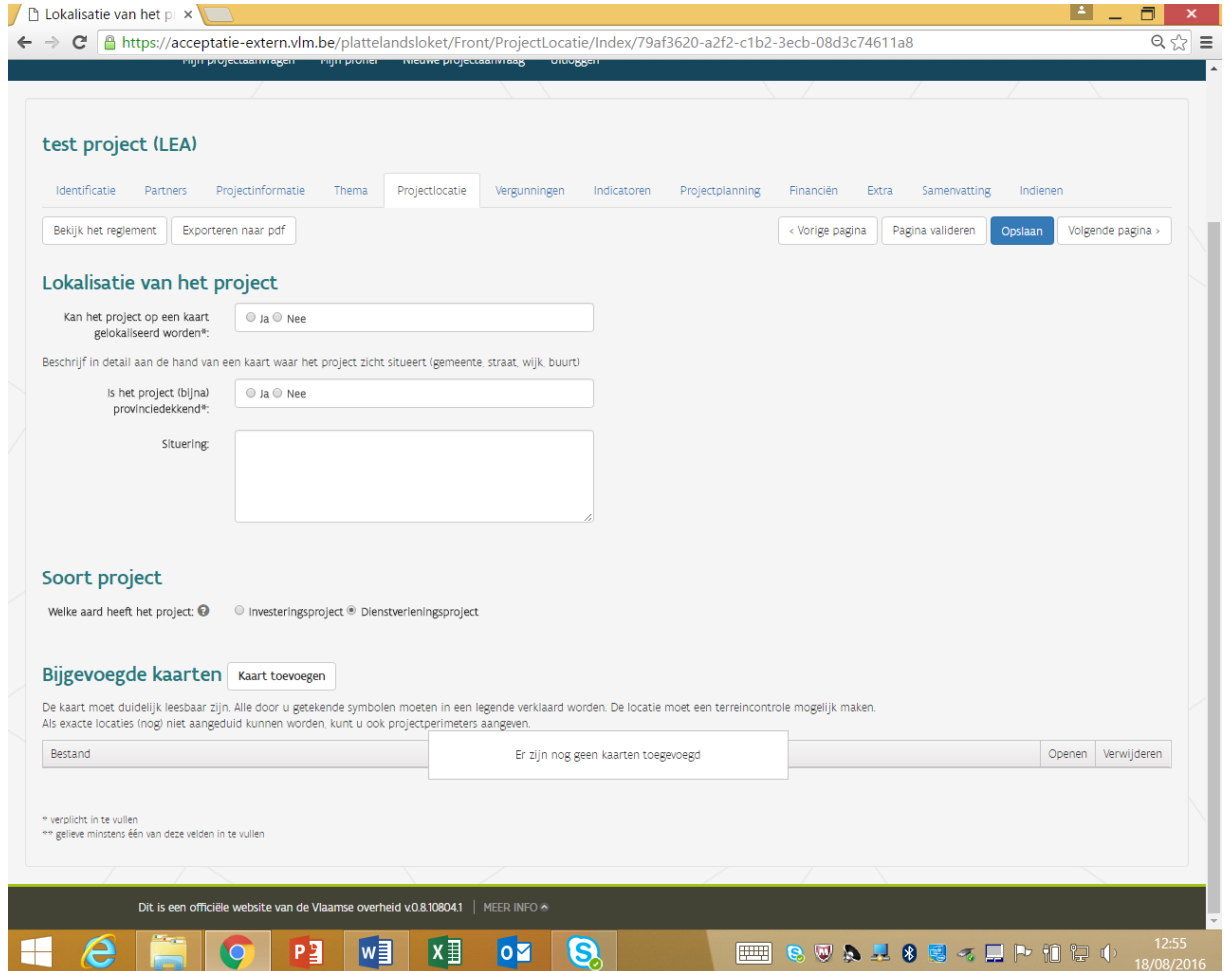 Lokalisatie van het pr
https://acceptatie-extern.vlm.be/plattelandsloket/Front/ProjectLocatie/Index/79af3620-a2f2-c1b2-3ecb-08d3c74611a8
Mijn projectaanvragen Mijn profiel Nieuwe projectaanvraag Uitloggen
test project (LEA)
Identificatie Partners Projectinformatie Thema Projectlocatie Vergunningen Indicatoren Projectplanning Financiën Extra Samenvatting Indienen
Bekijk het reglement Exporteren naar pdf ‹ Vorige pagina Pagina valideren Opslaan Volgende pagina ›
Lokalisatie van het project
Kan het project op een kaart
gelokaliseerd worden*:
Ja Nee
Beschrijf in detail aan de hand van een kaart waar het project zicht situeert (gemeente, straat, wijk, buurt)
Is het project (bijna)
provinciedekkend*:
Ja Nee
Situering:
Soort project
Welke aard heeft het project: Investeringsproject Dienstverleningsproject
Bijgevoegde kaarten Kaart toevoegen
De kaart moet duidelijk leesbaar zijn. Alle door u getekende symbolen moeten in een legende verklaard worden. De locatie moet een terreincontrole mogelijk maken.
Als exacte locaties (nog) niet aangeduid kunnen worden, kunt u ook projectperimeters aangeven.
Bestand Openen Verwijderen
Er zijn nog geen kaarten toegevoegd
* verplicht in te vullen
** gelieve minstens één van deze velden in te vullen
Dit is een officiële website van de Vlaamse overheid v.0.8.10804.1 | MEER INFO
12:55
18/08/2016